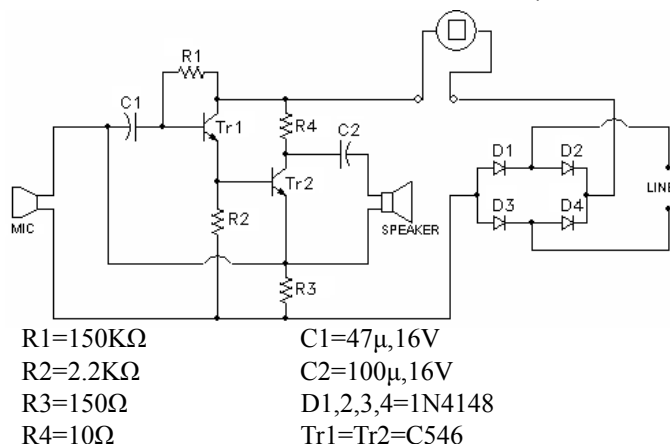 R1
C1
Tr1
R4
C2
Tr2
R2
MIC
SPEAKER
R3
D1
D2
D3
D4
LINE
R1=150KΩ
C1=47μ,16V
R2=2.2KΩ
C2=100μ,16V
R3=150Ω
D1,2,3,4=1N4148
R4=10Ω
Tr1=Tr2=C546